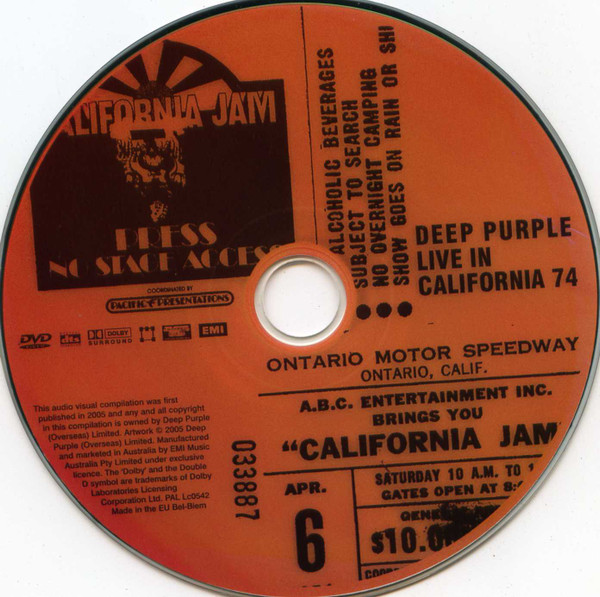 CALIFORNIA JAM
PRESS
NO STAGE ACCESS
COORDINATED BY
PACIFIC PRESENTATIONS
ALCOHOLIC BEVERAGES
SUBJECT TO SEARCH
NO OVERNIGHT CAMPING
SHOW GOES ON RAIN OR SHI
DEEP PURPLE
LIVE IN
CALIFORNIA 74
DVD dts DOLBY EMI
VIDEO SURROUND
ONTARIO MOTOR SPEEDWAY
ONTARIO, CALIF.
A.B.C. ENTERTAINMENT INC.
BRINGS YOU
"CALIFORNIA JAM
SATURDAY 10 A.M. TO 1
GATES OPEN AT 8:
APR.
6
GENE
$10.0
033887
This audio visual compilation was first
published in 2005 and any and all copyright
in this compilation is owned by Deep Purple
(Overseas) Limited. Artwork © 2005 Deep
Purple (Overseas) Limited. Manufactured
and marketed in Australia by EMI Music
Australia Pty Limited under exclusive
licence. The 'Dolby' and the Double
D symbol are trademarks of Dolby
Laboratories Licensing
Corporation Ltd. PAL Lc0542
Made in the EU Bel-Biem